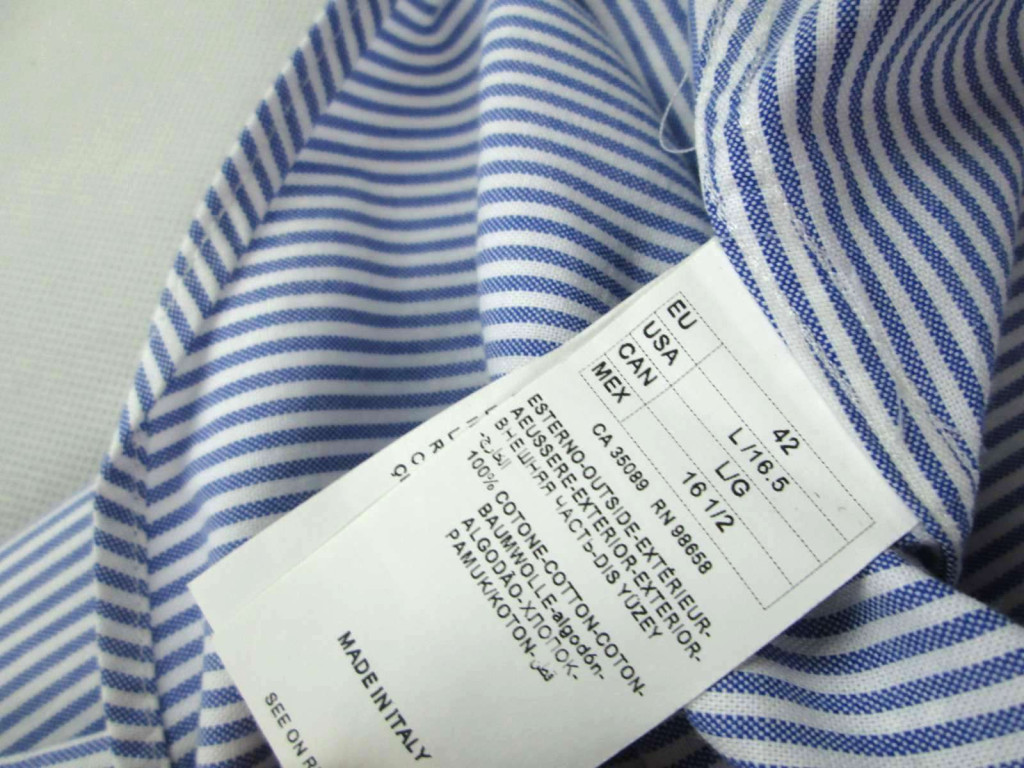 EU 42
USA L/16.5
CAN L/G
MEX 16 1/2
CA 35089 RN 98658
ESTERNO-OUTSIDE-EXTÉRIEUR-
AEUSSERE-EXTERIOR-EXTERIOR-
ВНЕШНЯЯ ЧАСТЬ-DIS YÜZEY
الخارج-
100% COTONE-COTTON-COTON-
BAUMWOLLE-algodón-
ALGODÃO-ХЛОПОК-
PAMUK/KOTON-قطن
MADE IN ITALY
SEE ON R